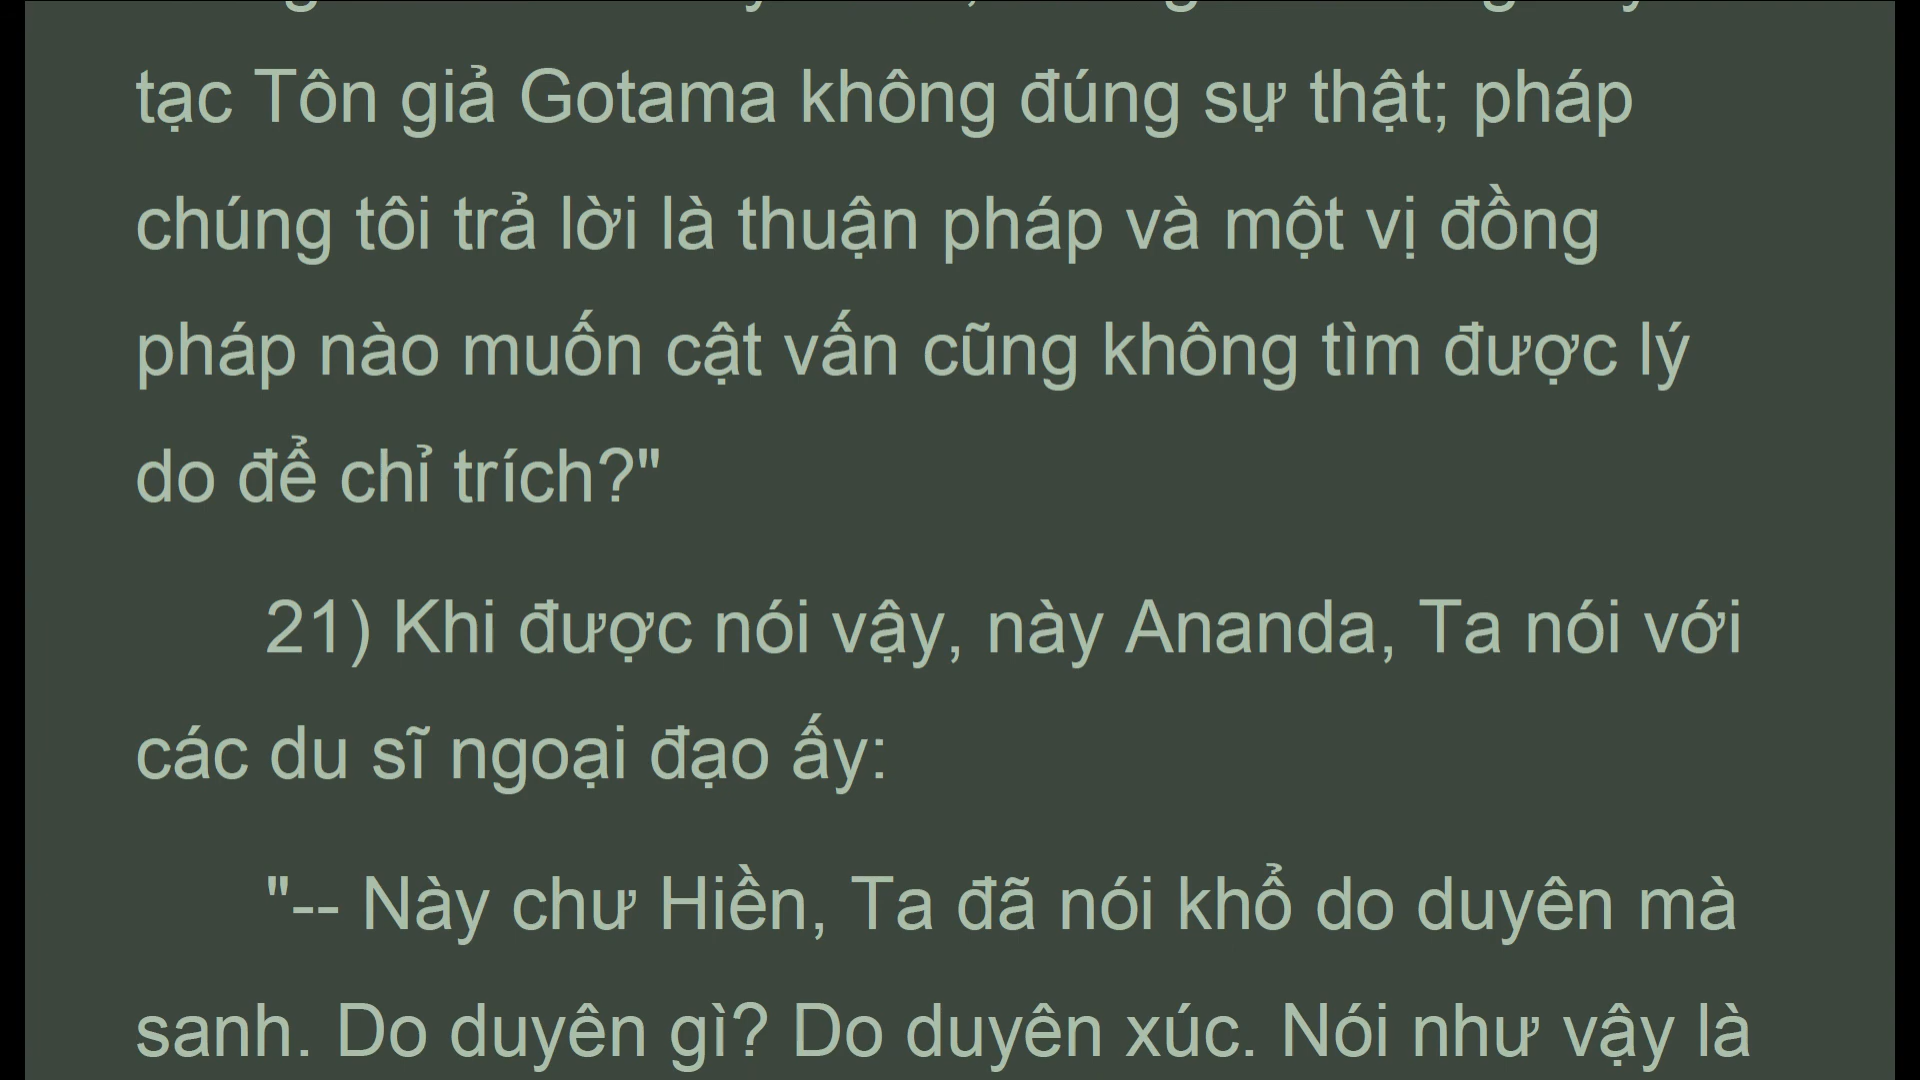 tạc Tôn giả Gotama không đúng sự thật; pháp
chúng tôi trả lời là thuận pháp và một vị đồng
pháp nào muốn cật vấn cũng không tìm được lý
do để chỉ trích?"
21) Khi được nói vậy, này Ananda, Ta nói với
các du sĩ ngoại đạo ấy:
"-- Này chư Hiền, Ta đã nói khổ do duyên mà
sanh. Do duyên gì? Do duyên xúc. Nói như vậy là